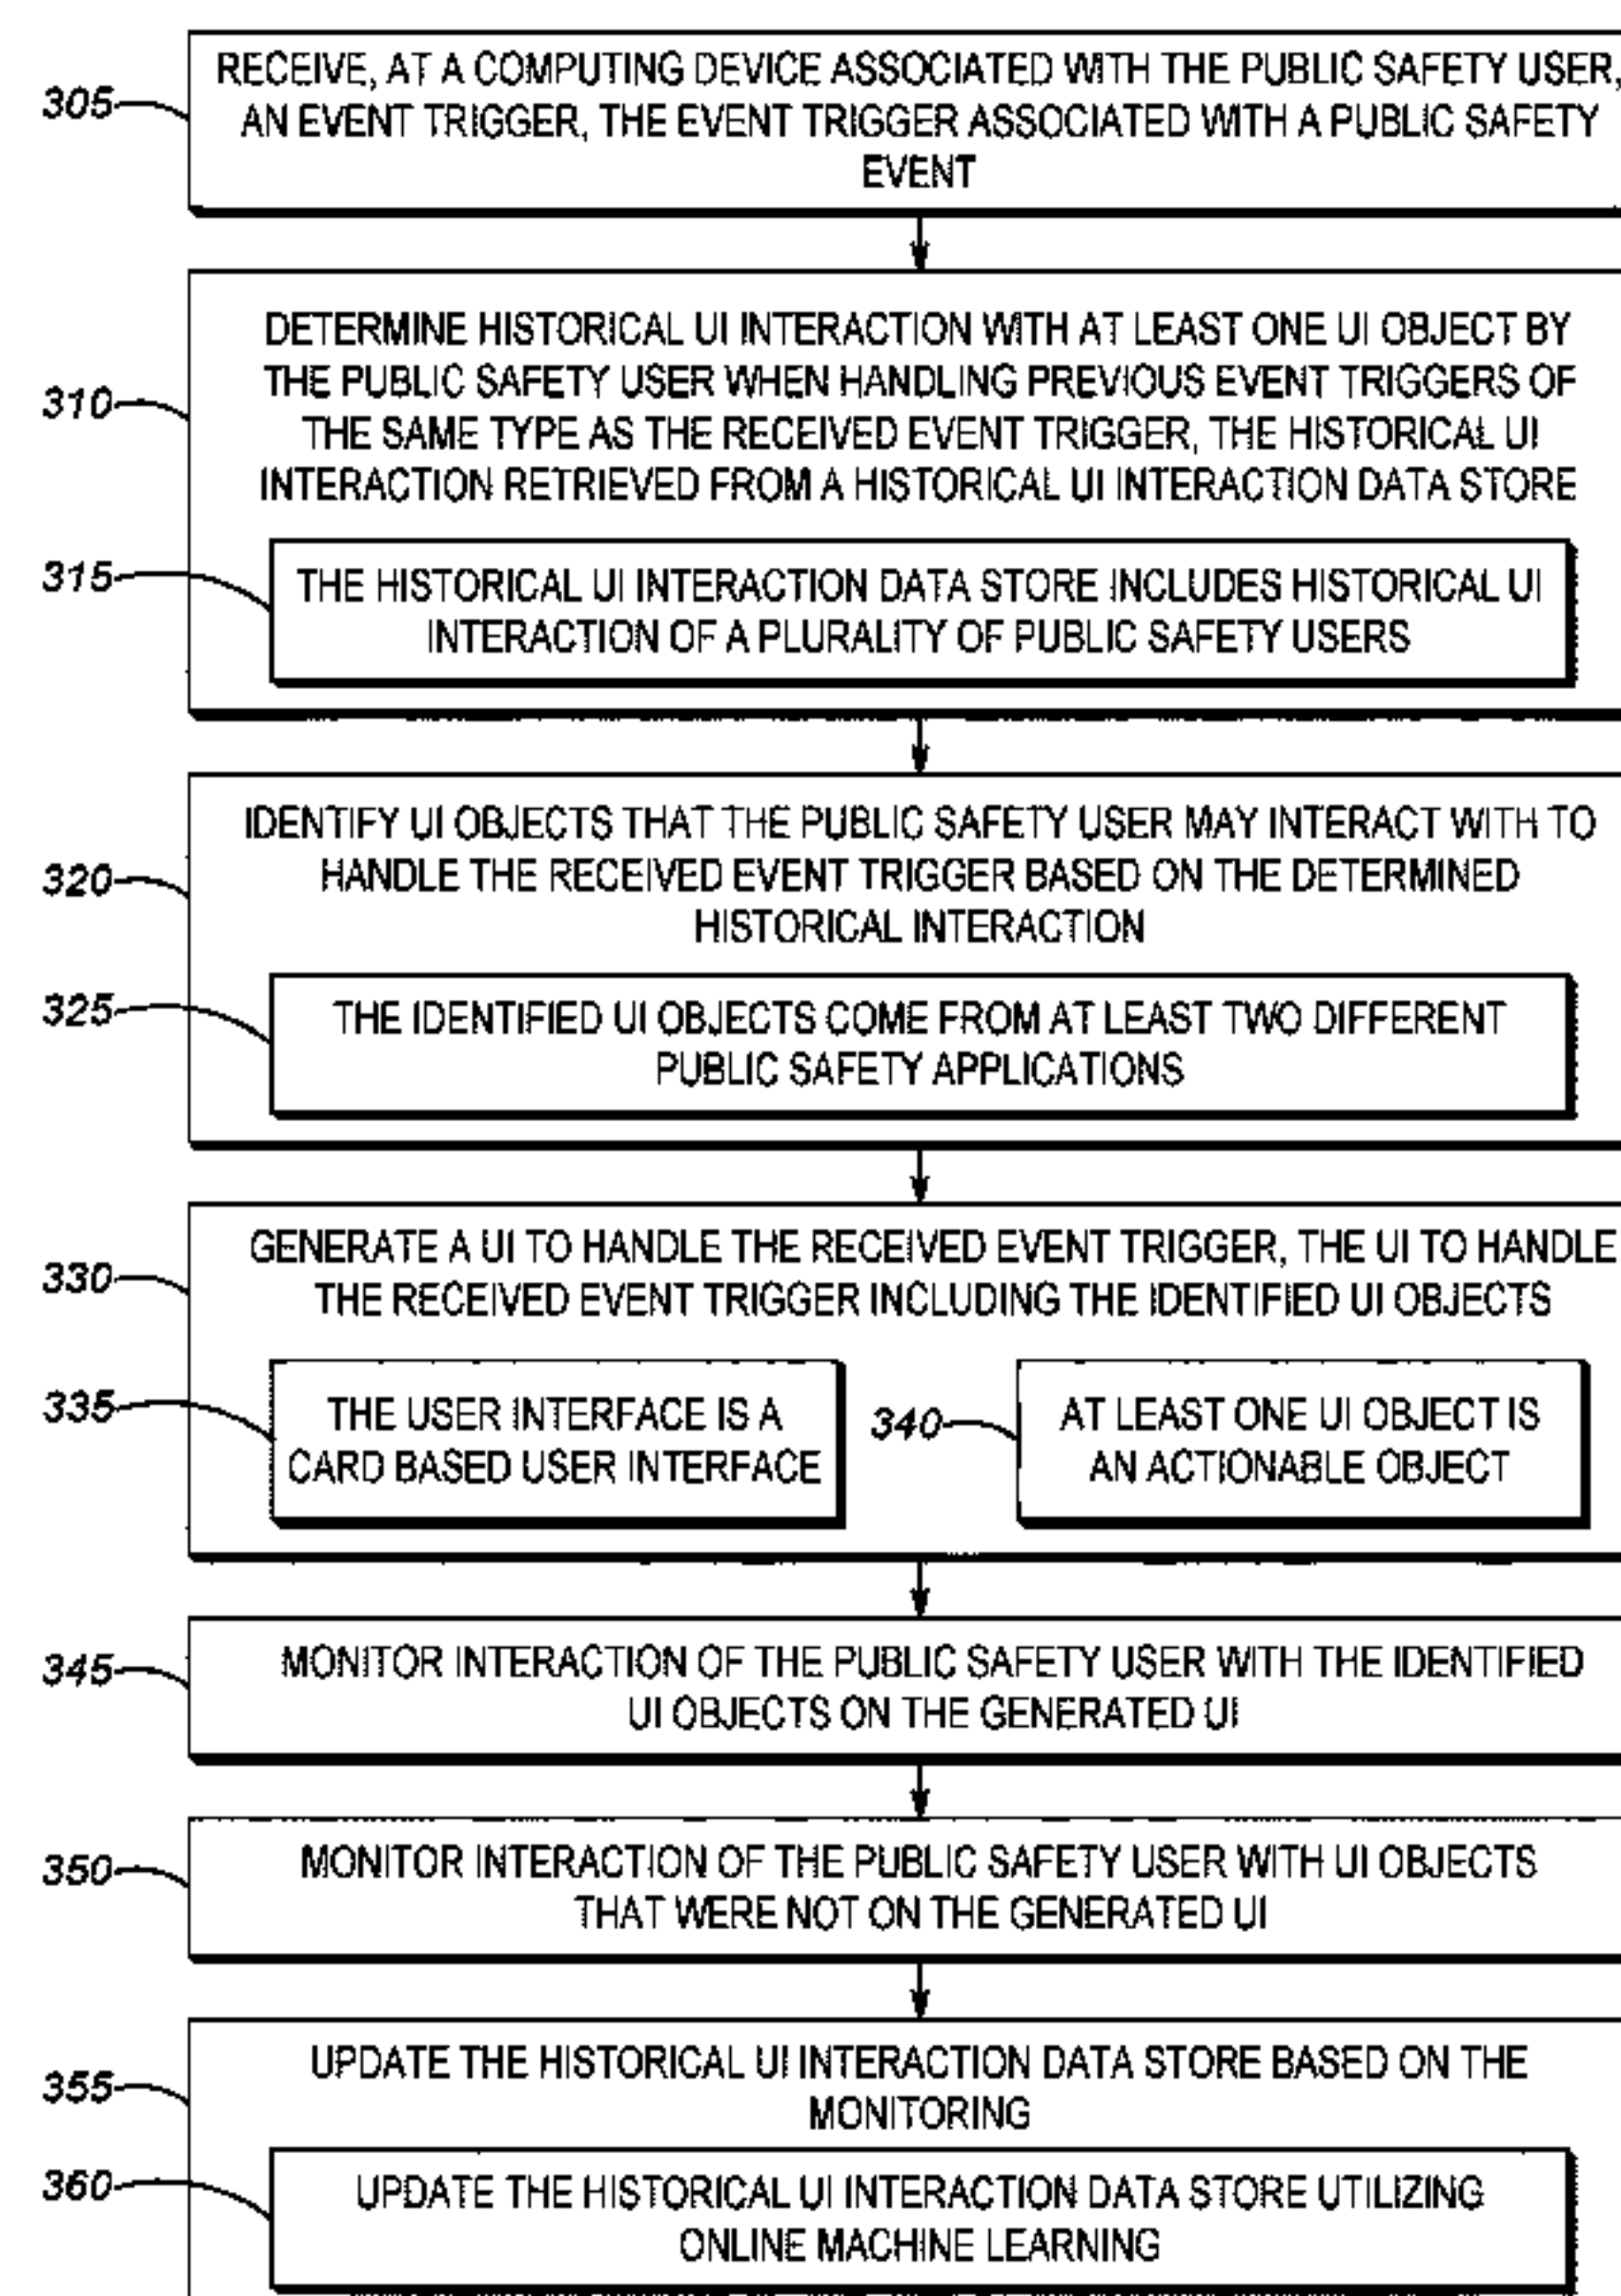 305
RECEIVE, AT A COMPUTING DEVICE ASSOCIATED WITH THE PUBLIC SAFETY USER,
AN EVENT TRIGGER, THE EVENT TRIGGER ASSOCIATED WITH A PUBLIC SAFETY
EVENT
310
DETERMINE HISTORICAL UI INTERACTION WITH AT LEAST ONE UI OBJECT BY
THE PUBLIC SAFETY USER WHEN HANDLING PREVIOUS EVENT TRIGGERS OF
THE SAME TYPE AS THE RECEIVED EVENT TRIGGER, THE HISTORICAL UI
INTERACTION RETRIEVED FROM A HISTORICAL UI INTERACTION DATA STORE
315
THE HISTORICAL UI INTERACTION DATA STORE INCLUDES HISTORICAL UI
INTERACTION OF A PLURALITY OF PUBLIC SAFETY USERS
320
IDENTIFY UI OBJECTS THAT THE PUBLIC SAFETY USER MAY INTERACT WITH TO
HANDLE THE RECEIVED EVENT TRIGGER BASED ON THE DETERMINED
HISTORICAL INTERACTION
325
THE IDENTIFIED UI OBJECTS COME FROM AT LEAST TWO DIFFERENT
PUBLIC SAFETY APPLICATIONS
330
GENERATE A UI TO HANDLE THE RECEIVED EVENT TRIGGER, THE UI TO HANDLE
THE RECEIVED EVENT TRIGGER INCLUDING THE IDENTIFIED UI OBJECTS
335
THE USER INTERFACE IS A
CARD BASED USER INTERFACE
340
AT LEAST ONE UI OBJECT IS
AN ACTIONABLE OBJECT
345
MONITOR INTERACTION OF THE PUBLIC SAFETY USER WITH THE IDENTIFIED
UI OBJECTS ON THE GENERATED UI
350
MONITOR INTERACTION OF THE PUBLIC SAFETY USER WITH UI OBJECTS
THAT WERE NOT ON THE GENERATED UI
355
UPDATE THE HISTORICAL UI INTERACTION DATA STORE BASED ON THE
MONITORING
360
UPDATE THE HISTORICAL UI INTERACTION DATA STORE UTILIZING
ONLINE MACHINE LEARNING